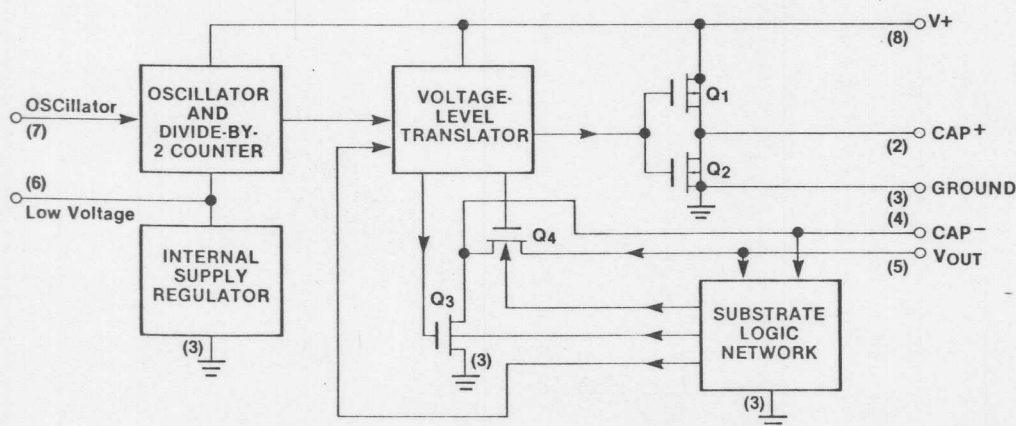 V+
(8)
OSCillator
(7)
OSCILLATOR
AND
DIVIDE-BY-
2 COUNTER
VOLTAGE-
LEVEL
TRANSLATOR
Q1
CAP+
(2)
Q2
(6)
Low Voltage
GROUND
(3)
(4)
CAP-
Q4
VOUT
(5)
INTERNAL
SUPPLY
REGULATOR
(3)
Q3
(3)
SUBSTRATE
LOGIC
NETWORK
(3)